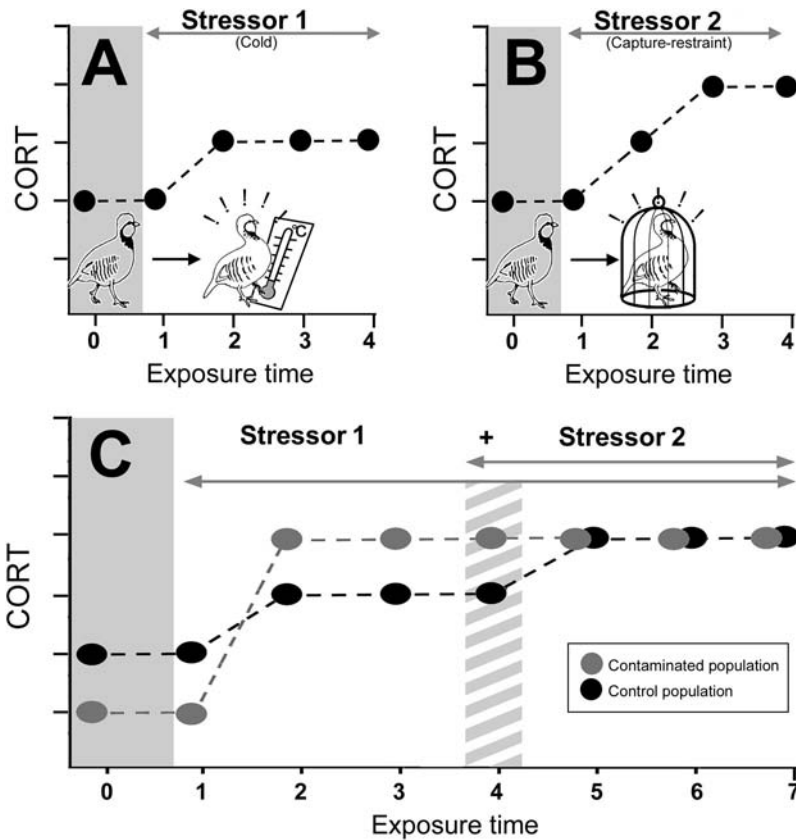 Stressor 1
(Cold)
A
CORT
°C
0 1 2 3 4
Exposure time
Stressor 2
(Capture-restraint)
B
CORT
0 1 2 3 4
Exposure time
C
Stressor 1 + Stressor 2
CORT
Contaminated population
Control population
0 1 2 3 4 5 6 7
Exposure time